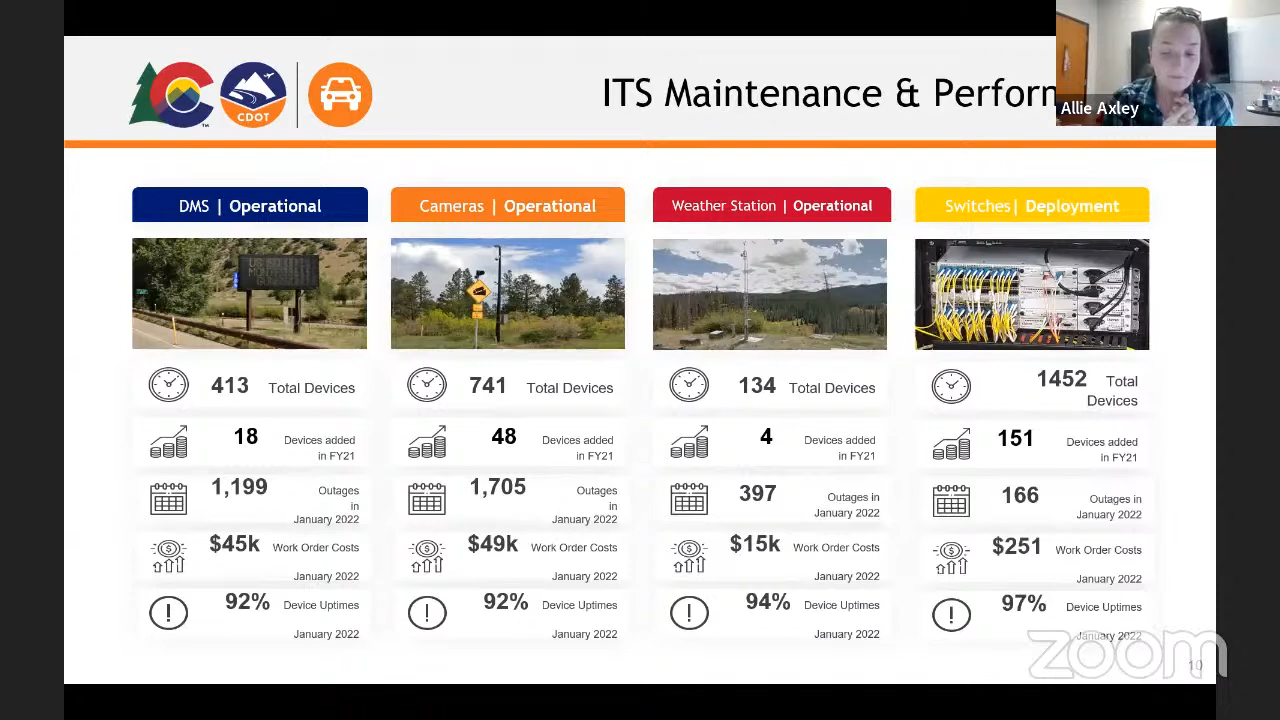 ITS Maintenance & Perform
Allie Axley
CDOT
DMS | Operational
413 Total Devices
18 Devices added
in FY21
1,199 Outages
in
January 2022
$45k Work Order Costs
January 2022
92% Device Uptimes
January 2022
Cameras | Operational
741 Total Devices
48 Devices added
in FY21
1,705 Outages
in
January 2022
$49k Work Order Costs
January 2022
92% Device Uptimes
January 2022
Weather Station | Operational
134 Total Devices
4 Devices added
in FY21
397 Outages in
January 2022
$15k Work Order Costs
January 2022
94% Device Uptimes
January 2022
Switches| Deployment
1452 Total
Devices
151 Devices added
in FY21
166 Outages in
January 2022
$251 Work Order Costs
January 2022
97% Device Uptimes
January 2022
zoom
10